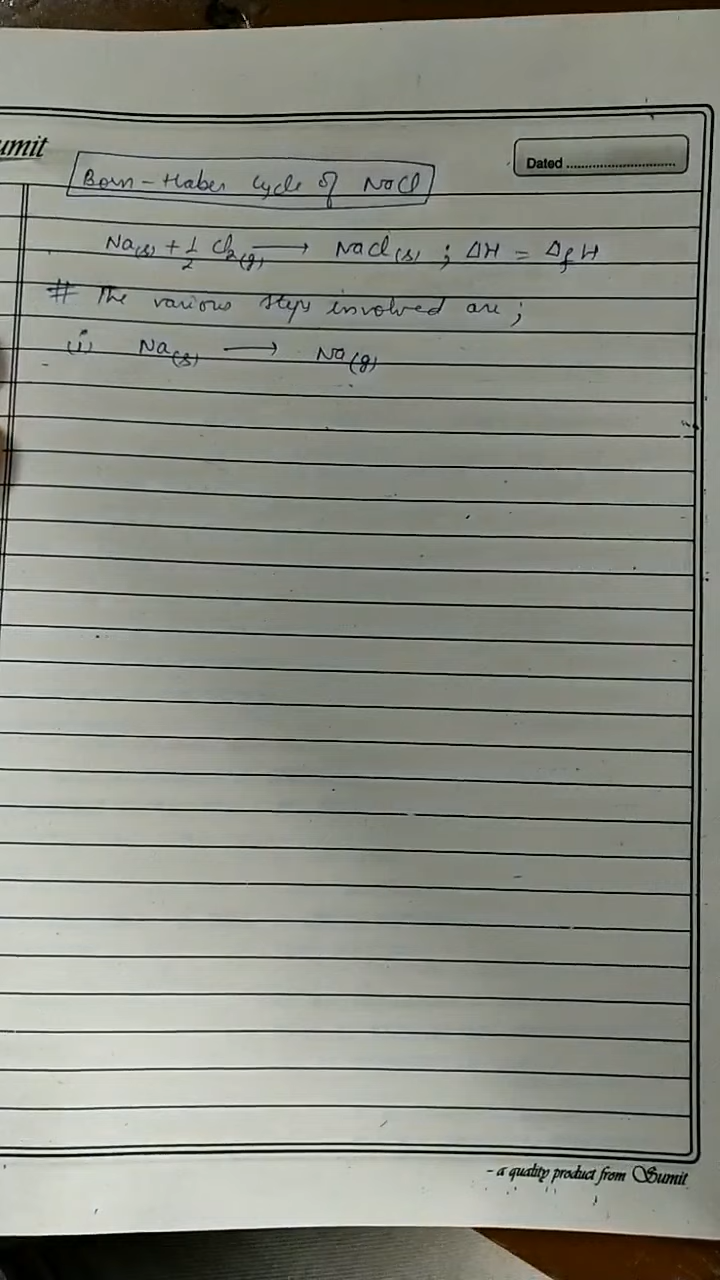 umit
Dated ..............................
Born-Haber Cycle of NaCl
Na(s) + 1/2 Cl2(g) ⟶ NaCl(s) ; ΔH = ΔfH
# The various steps involved are ;
(i) Na(s) ⟶ Na(g)
- a quality product from Sumit